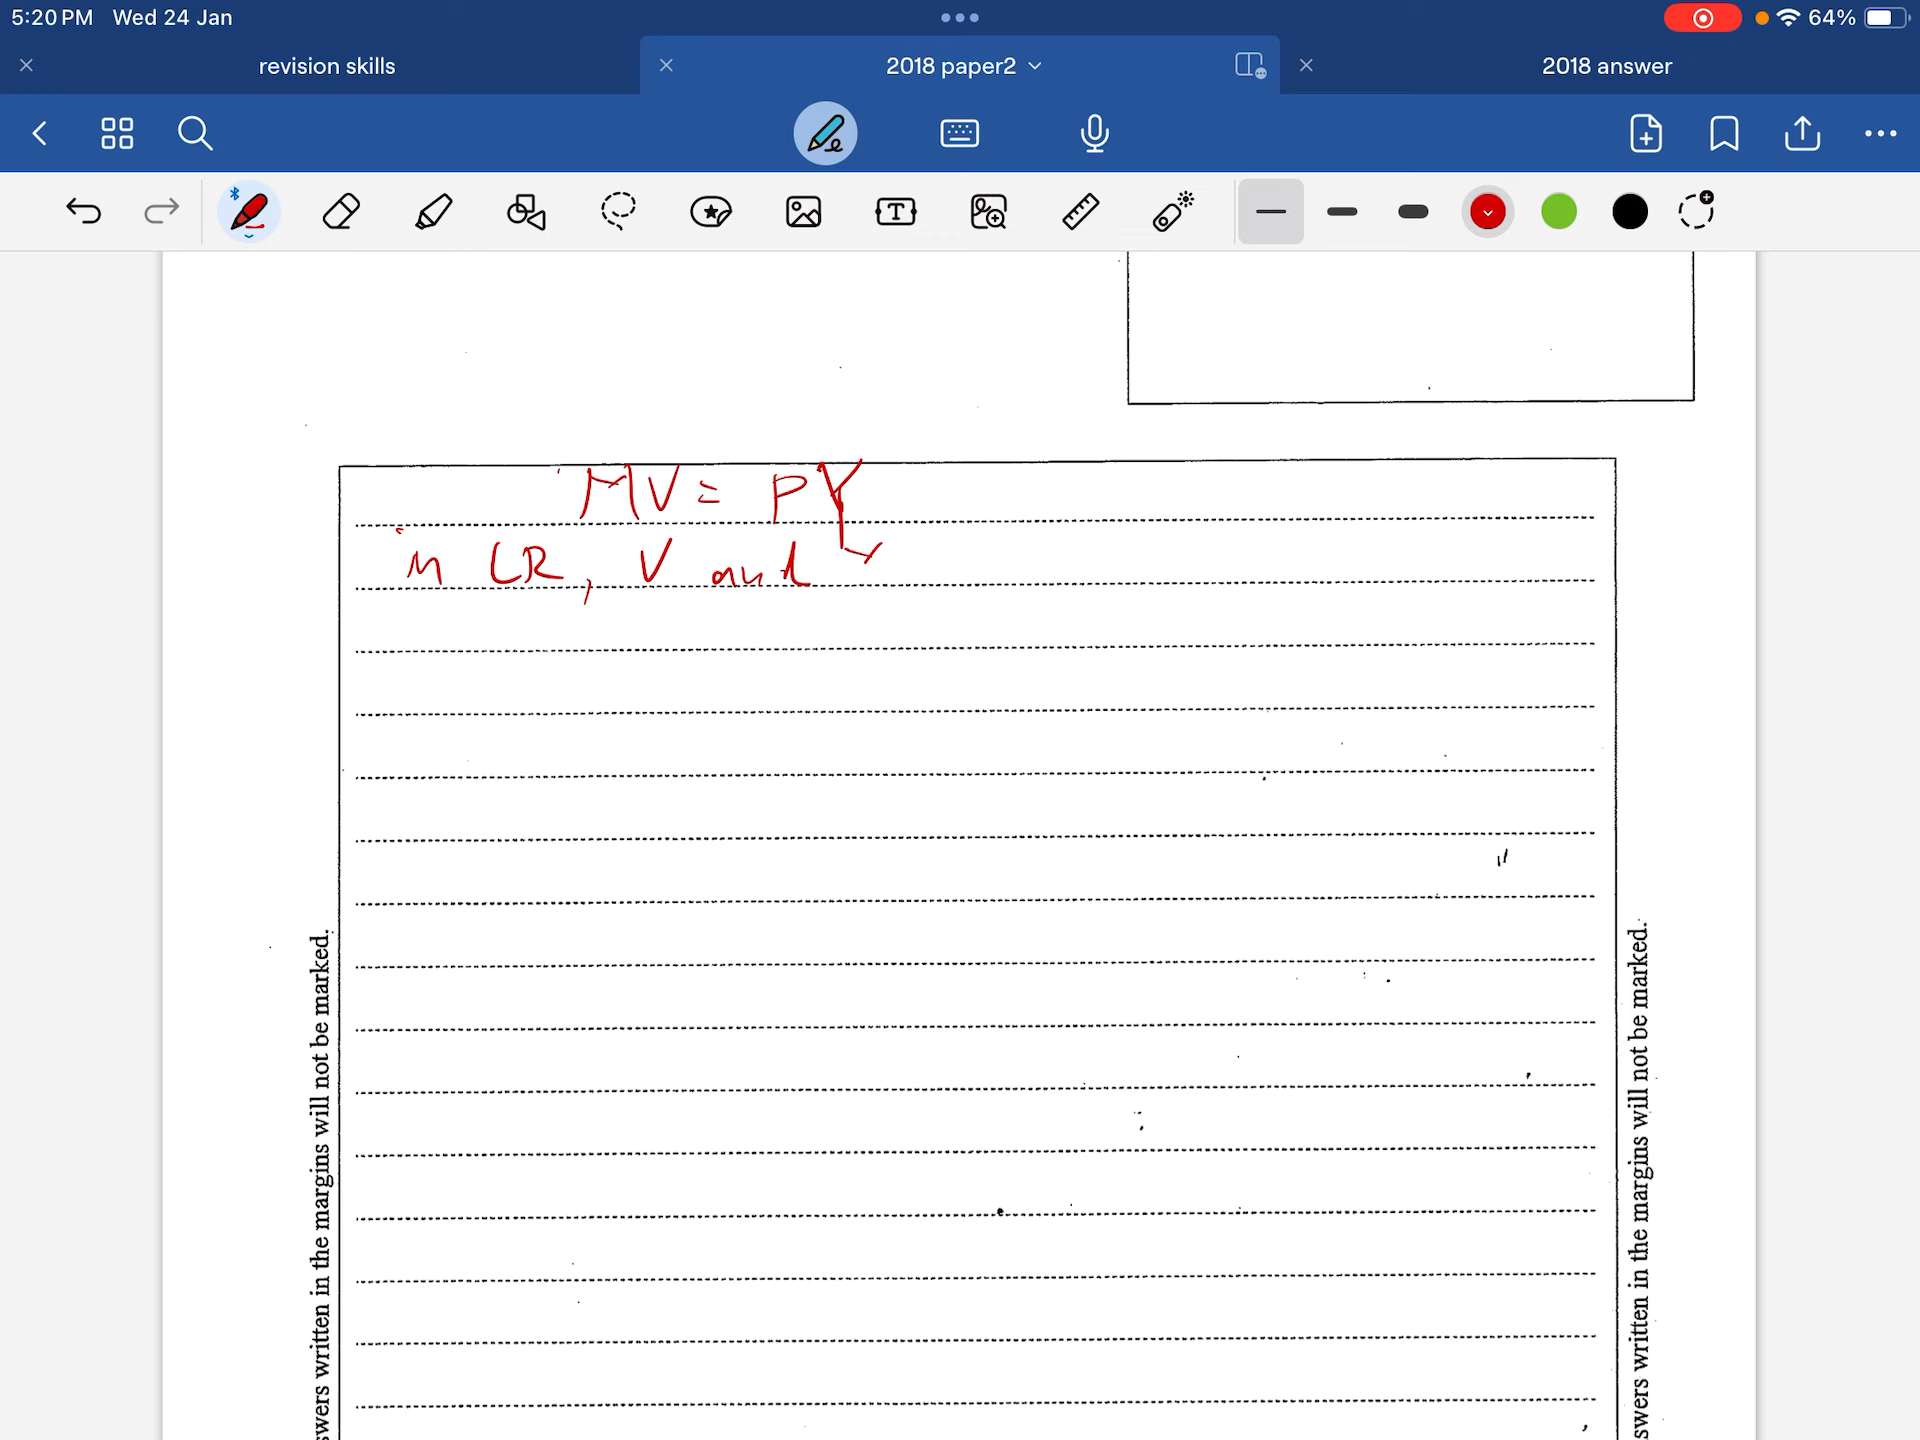 5:20 PM Wed 24 Jan
64%
revision skills
2018 paper2
2018 answer
MV = PY
in LR, V and
Answers written in the margins will not be marked.
Answers written in the margins will not be marked.